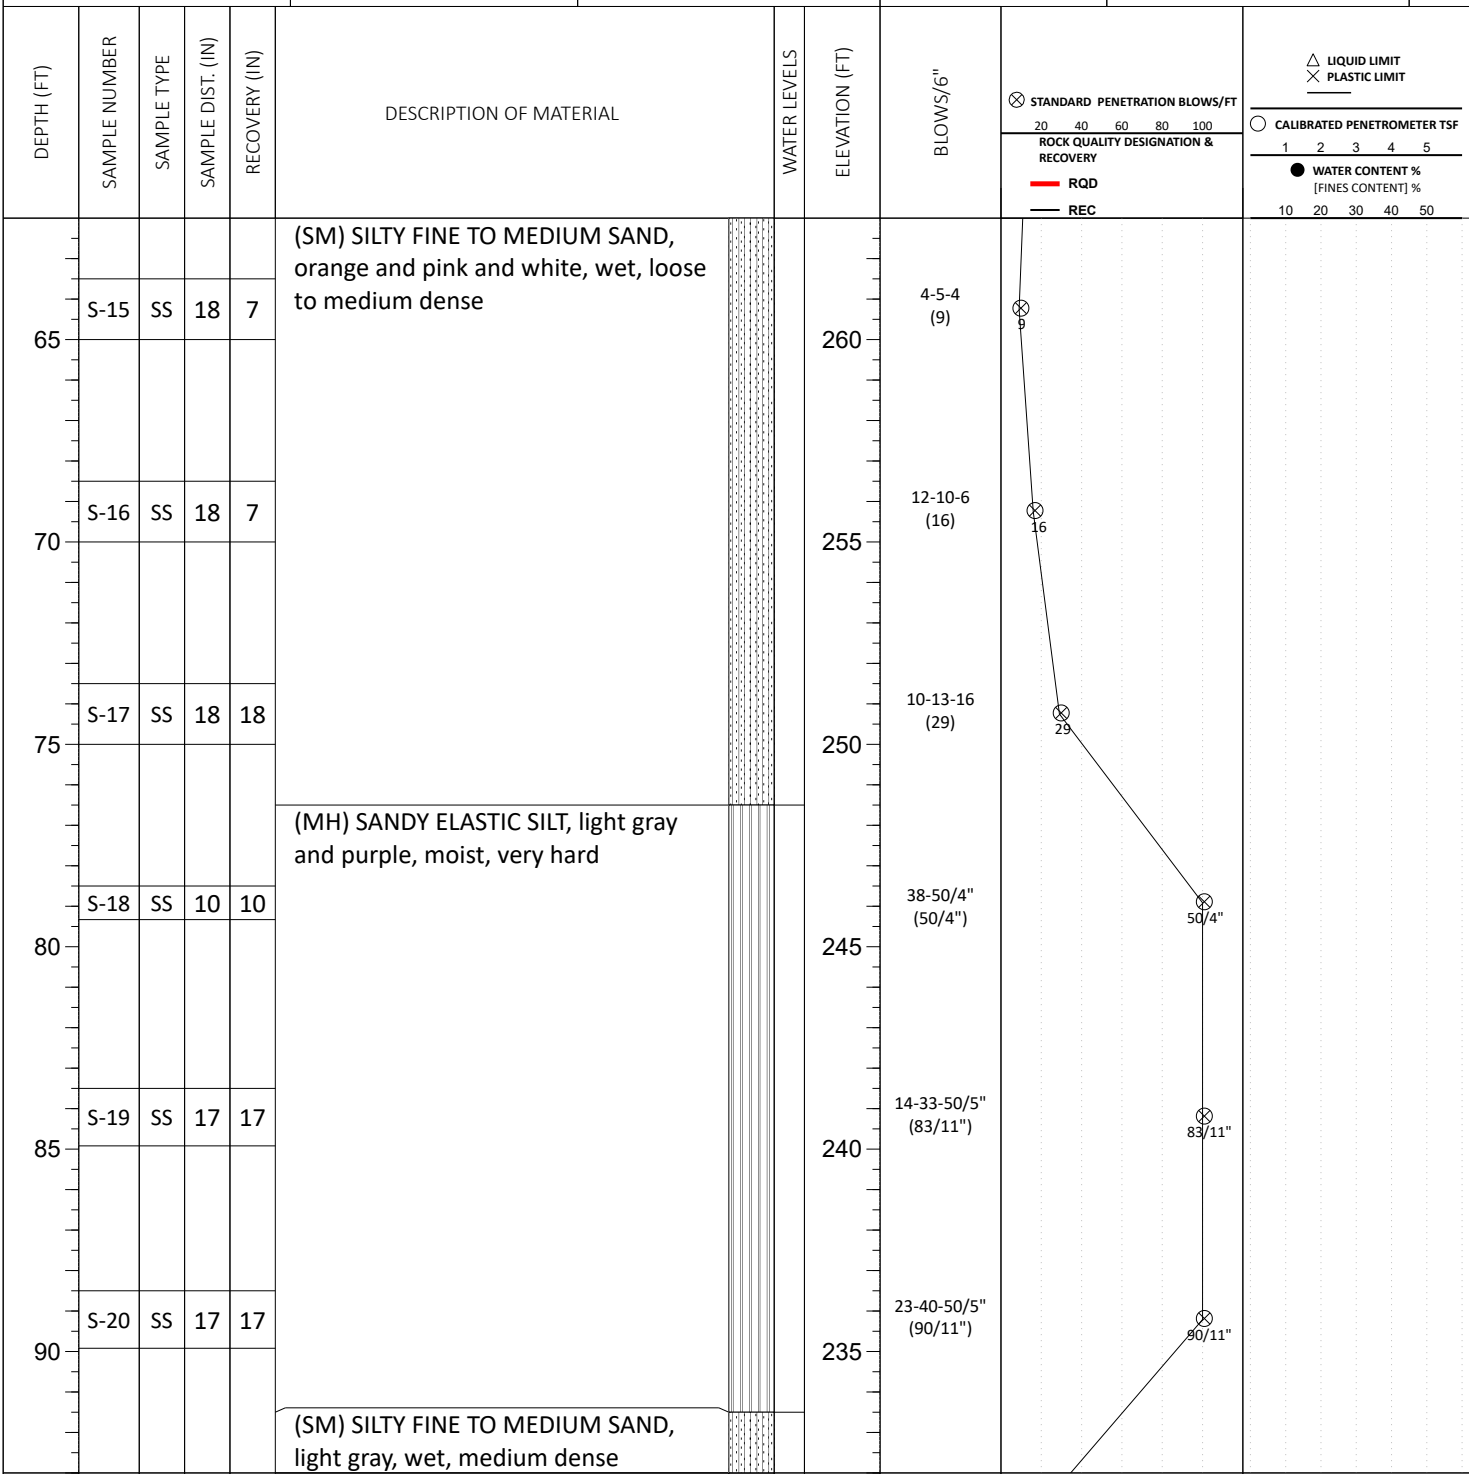 DEPTH (FT)
SAMPLE NUMBER
SAMPLE TYPE
SAMPLE DIST. (IN)
RECOVERY (IN)
DESCRIPTION OF MATERIAL
WATER LEVELS
ELEVATION (FT)
BLOWS/6"
STANDARD PENETRATION BLOWS/FT
20 40 60 80 100
ROCK QUALITY DESIGNATION &
RECOVERY
RQD
REC
LIQUID LIMIT
PLASTIC LIMIT
CALIBRATED PENETROMETER TSF
1 2 3 4 5
WATER CONTENT %
[FINES CONTENT] %
10 20 30 40 50
(SM) SILTY FINE TO MEDIUM SAND,
orange and pink and white, wet, loose
to medium dense
S-15 SS 18 7
4-5-4
(9)
9
65
260
S-16 SS 18 7
12-10-6
(16)
16
70
255
S-17 SS 18 18
10-13-16
(29)
29
75
250
(MH) SANDY ELASTIC SILT, light gray
and purple, moist, very hard
S-18 SS 10 10
38-50/4"
(50/4")
50/4"
80
245
S-19 SS 17 17
14-33-50/5"
(83/11")
83/11"
85
240
S-20 SS 17 17
23-40-50/5"
(90/11")
90/11"
90
235
(SM) SILTY FINE TO MEDIUM SAND,
light gray, wet, medium dense